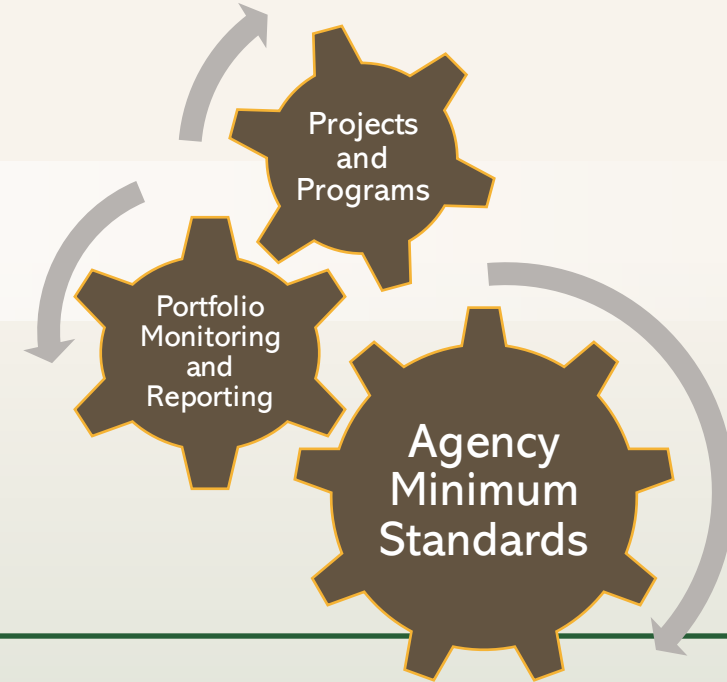 Projects
and
Programs
Portfolio
Monitoring
and
Reporting
Agency
Minimum
Standards